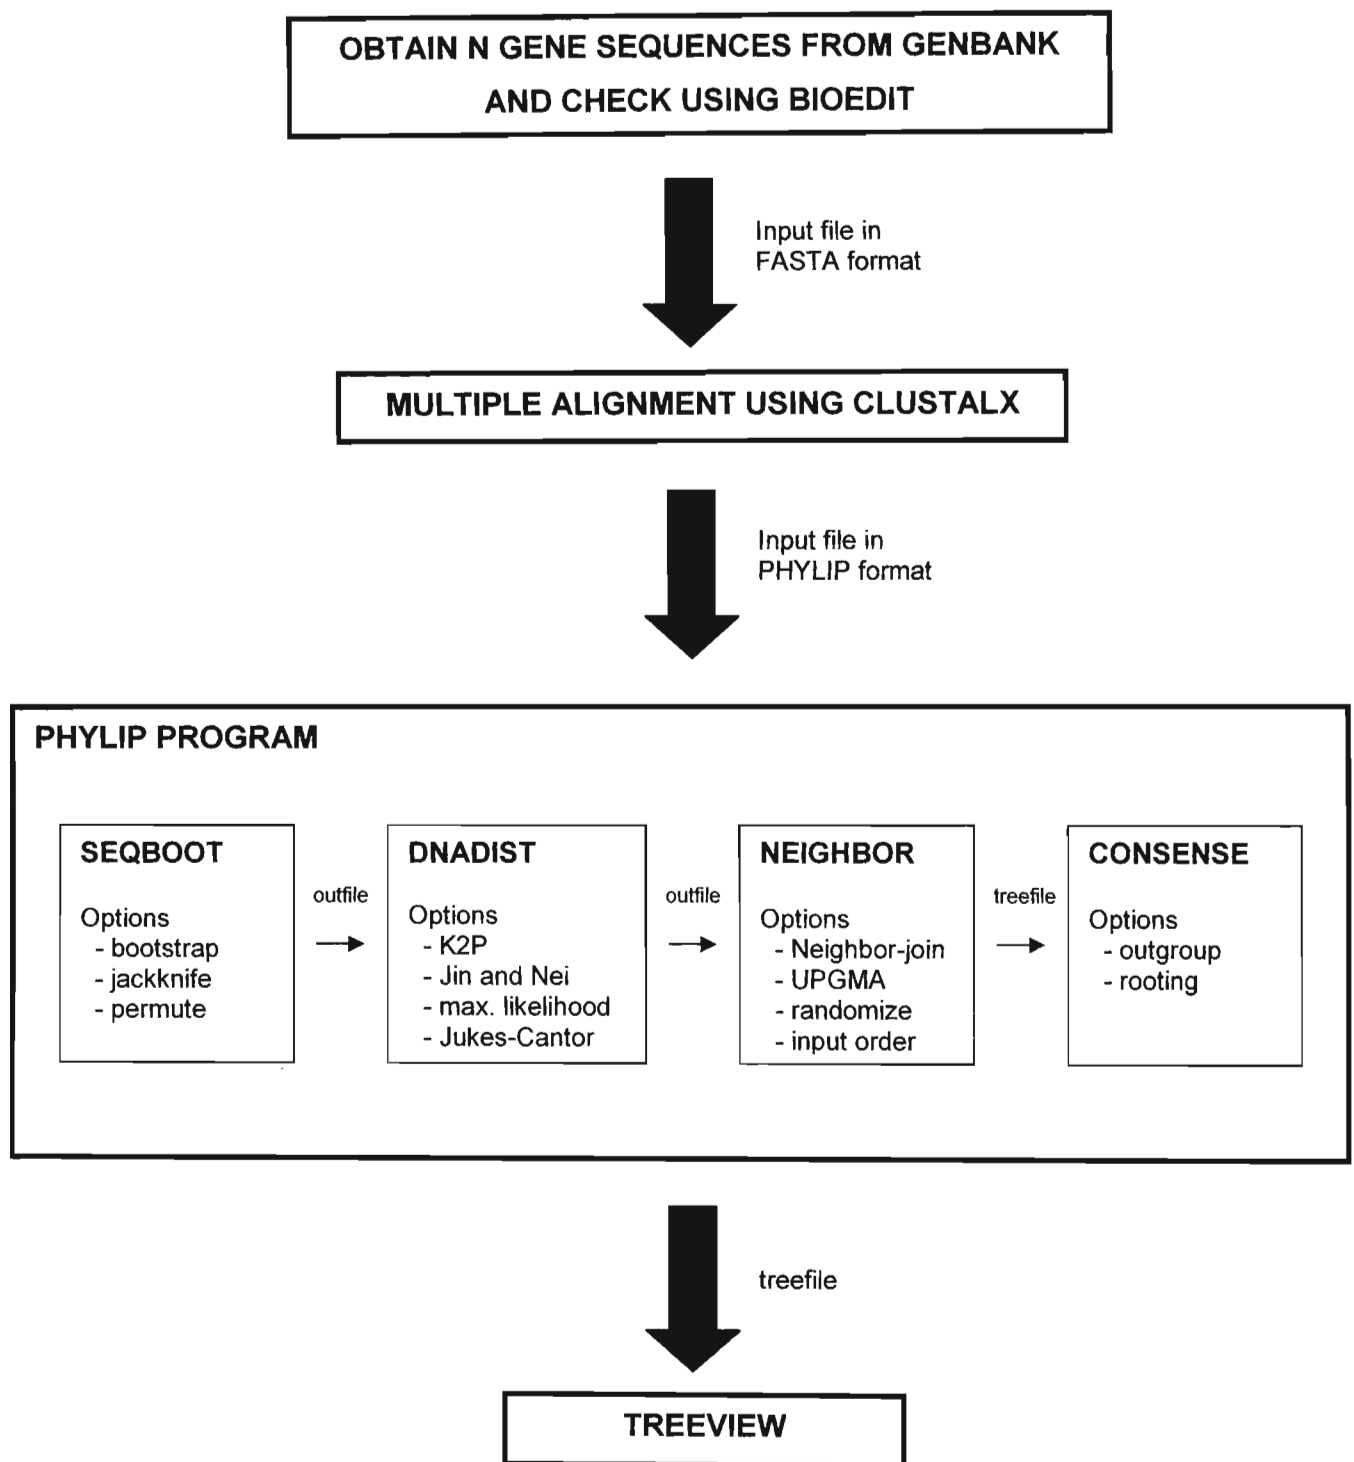 OBTAIN N GENE SEQUENCES FROM GENBANK
AND CHECK USING BIOEDIT
Input file in
FASTA format
MULTIPLE ALIGNMENT USING CLUSTALX
Input file in
PHYLIP format
PHYLIP PROGRAM
SEQBOOT
Options
- bootstrap
- jackknife
- permute
outfile
DNADIST
Options
- K2P
- Jin and Nei
- max. likelihood
- Jukes-Cantor
outfile
NEIGHBOR
Options
- Neighbor-join
- UPGMA
- randomize
- input order
treefile
CONSENSE
Options
- outgroup
- rooting
treefile
TREEVIEW